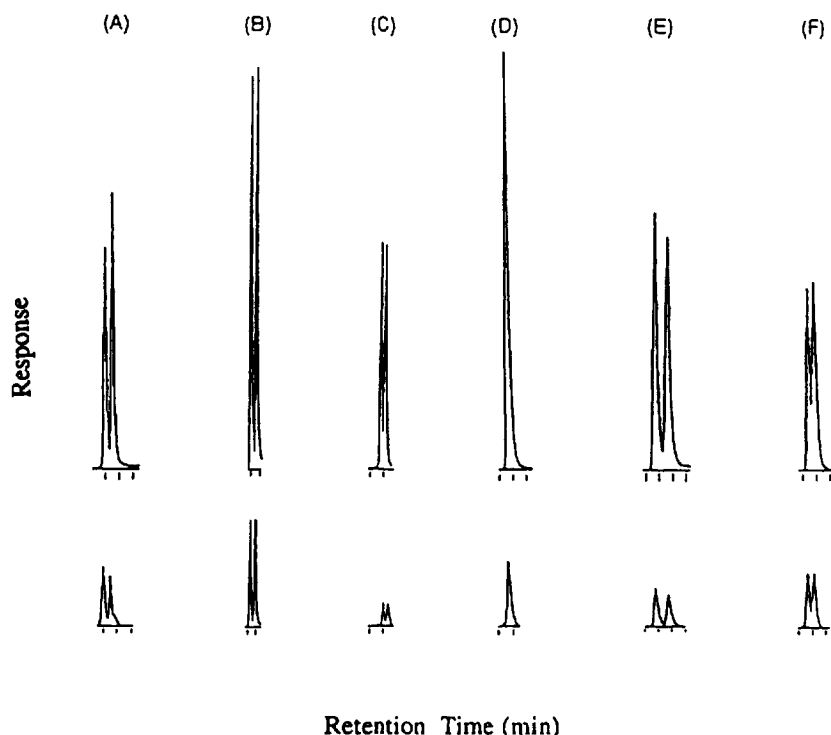 (A) (B) (C) (D) (E) (F)
Response
Retention Time (min)